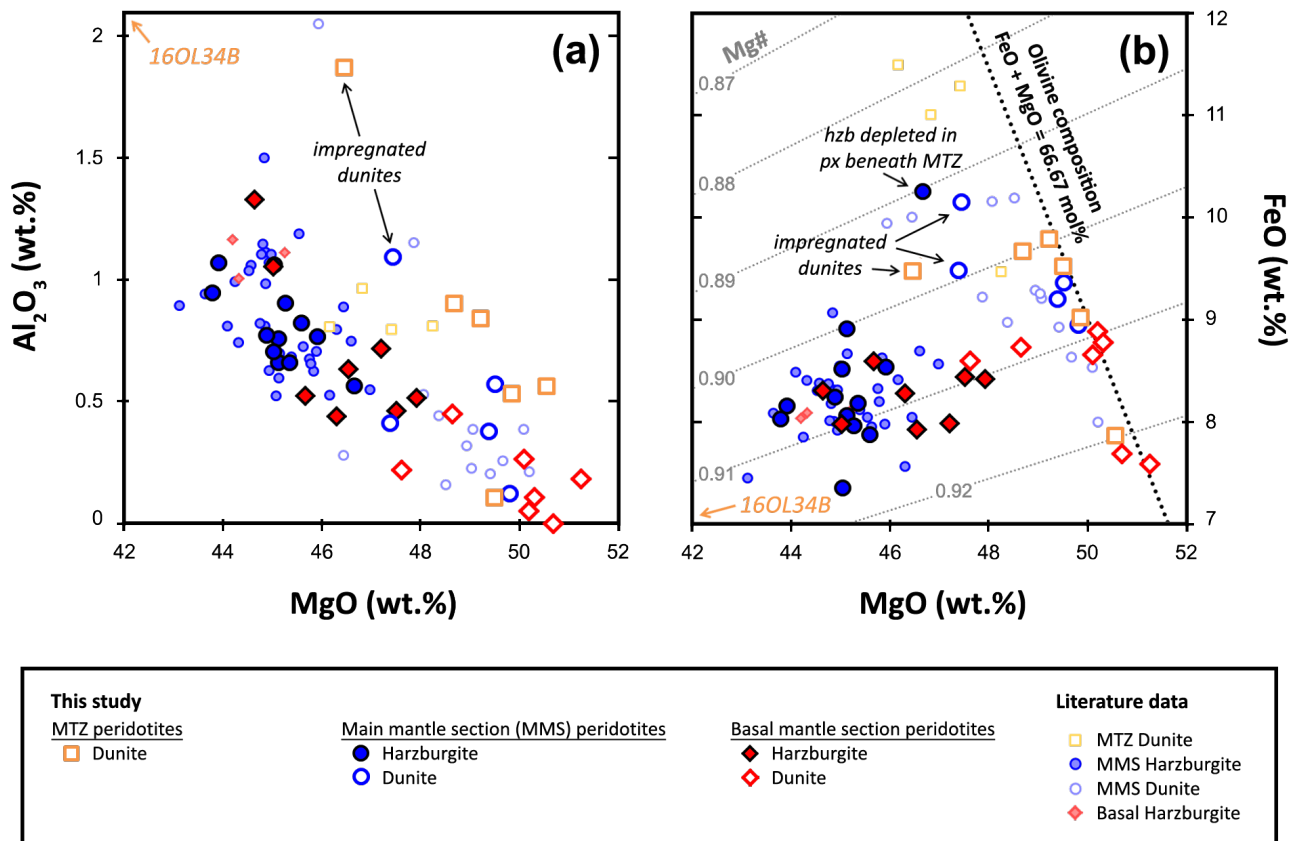 (a)
16OL34B
impregnated
dunites
Al2O3 (wt.%)
2
1.5
1
0.5
0
42
44
46
48
50
52
MgO (wt.%)
(b)
Mg#
0.87
0.88
0.89
0.90
0.91
0.92
hzb depleted in
px beneath MTZ
impregnated
dunites
Olivine composition
FeO + MgO = 66.67 mol%
16OL34B
12
11
10
9
8
7
FeO (wt.%)
42
44
46
48
50
52
MgO (wt.%)
This study
MTZ peridotites
Dunite
Main mantle section (MMS) peridotites
Harzburgite
Dunite
Basal mantle section peridotites
Harzburgite
Dunite
Literature data
MTZ Dunite
MMS Harzburgite
MMS Dunite
Basal Harzburgite